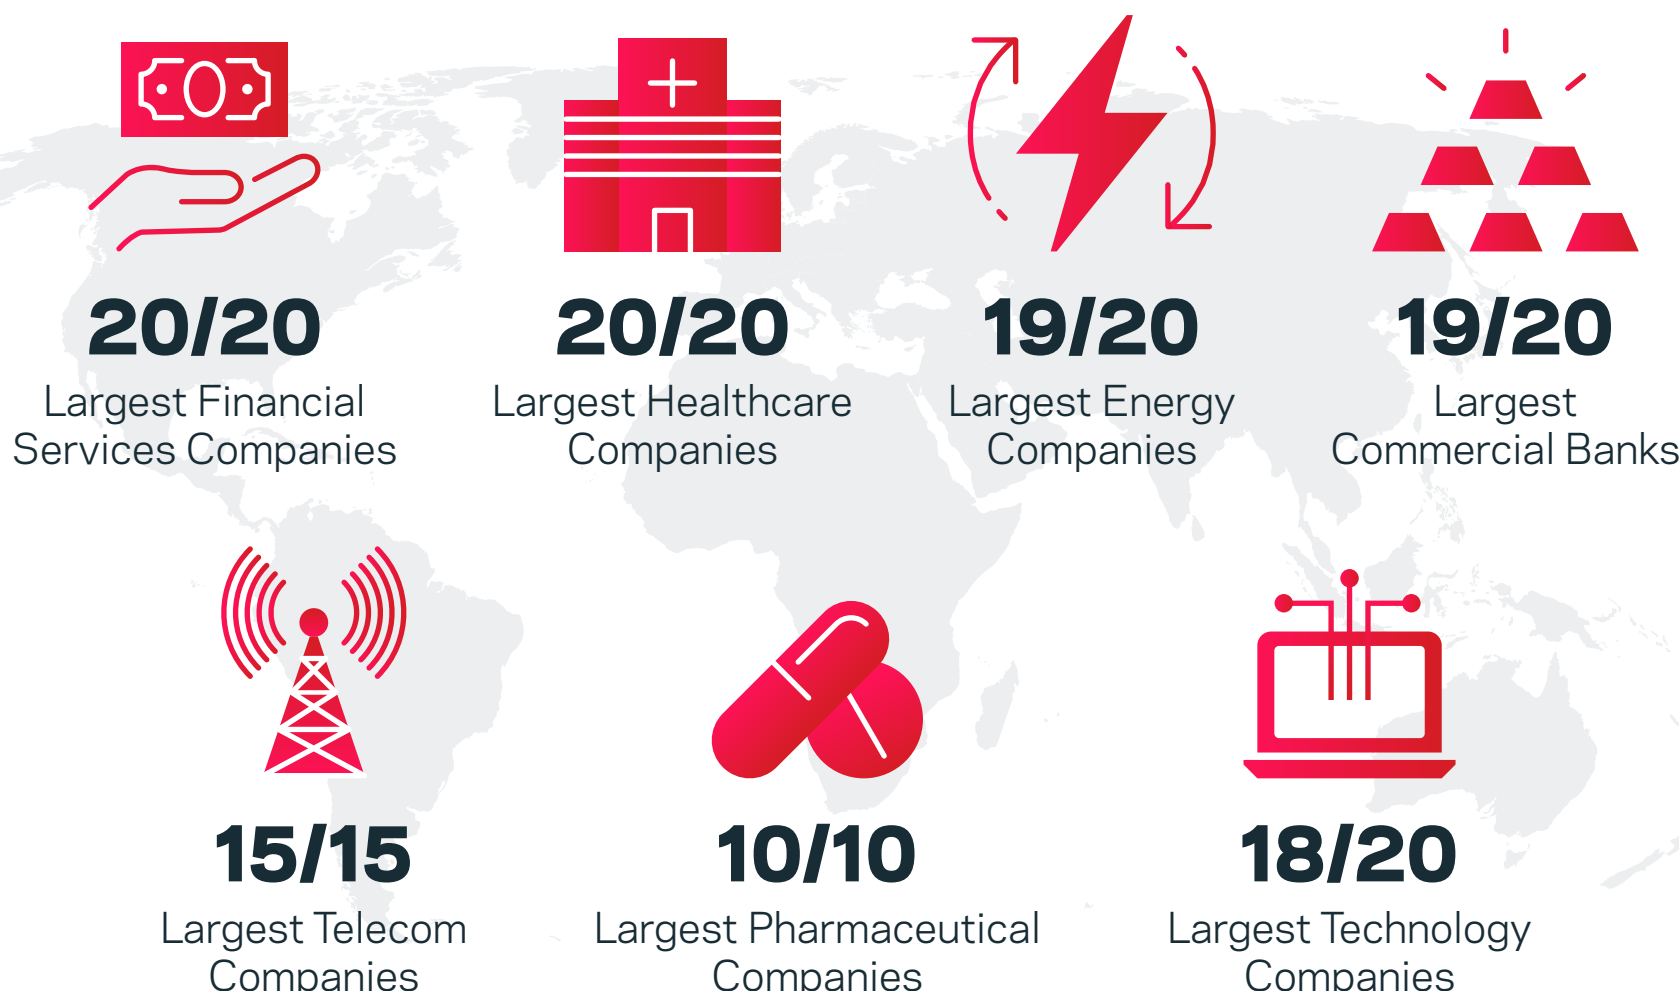 20/20
Largest Financial
Services Companies
20/20
Largest Healthcare
Companies
19/20
Largest Energy
Companies
19/20
Largest
Commercial Banks
15/15
Largest Telecom
Companies
10/10
Largest Pharmaceutical
Companies
18/20
Largest Technology
Companies